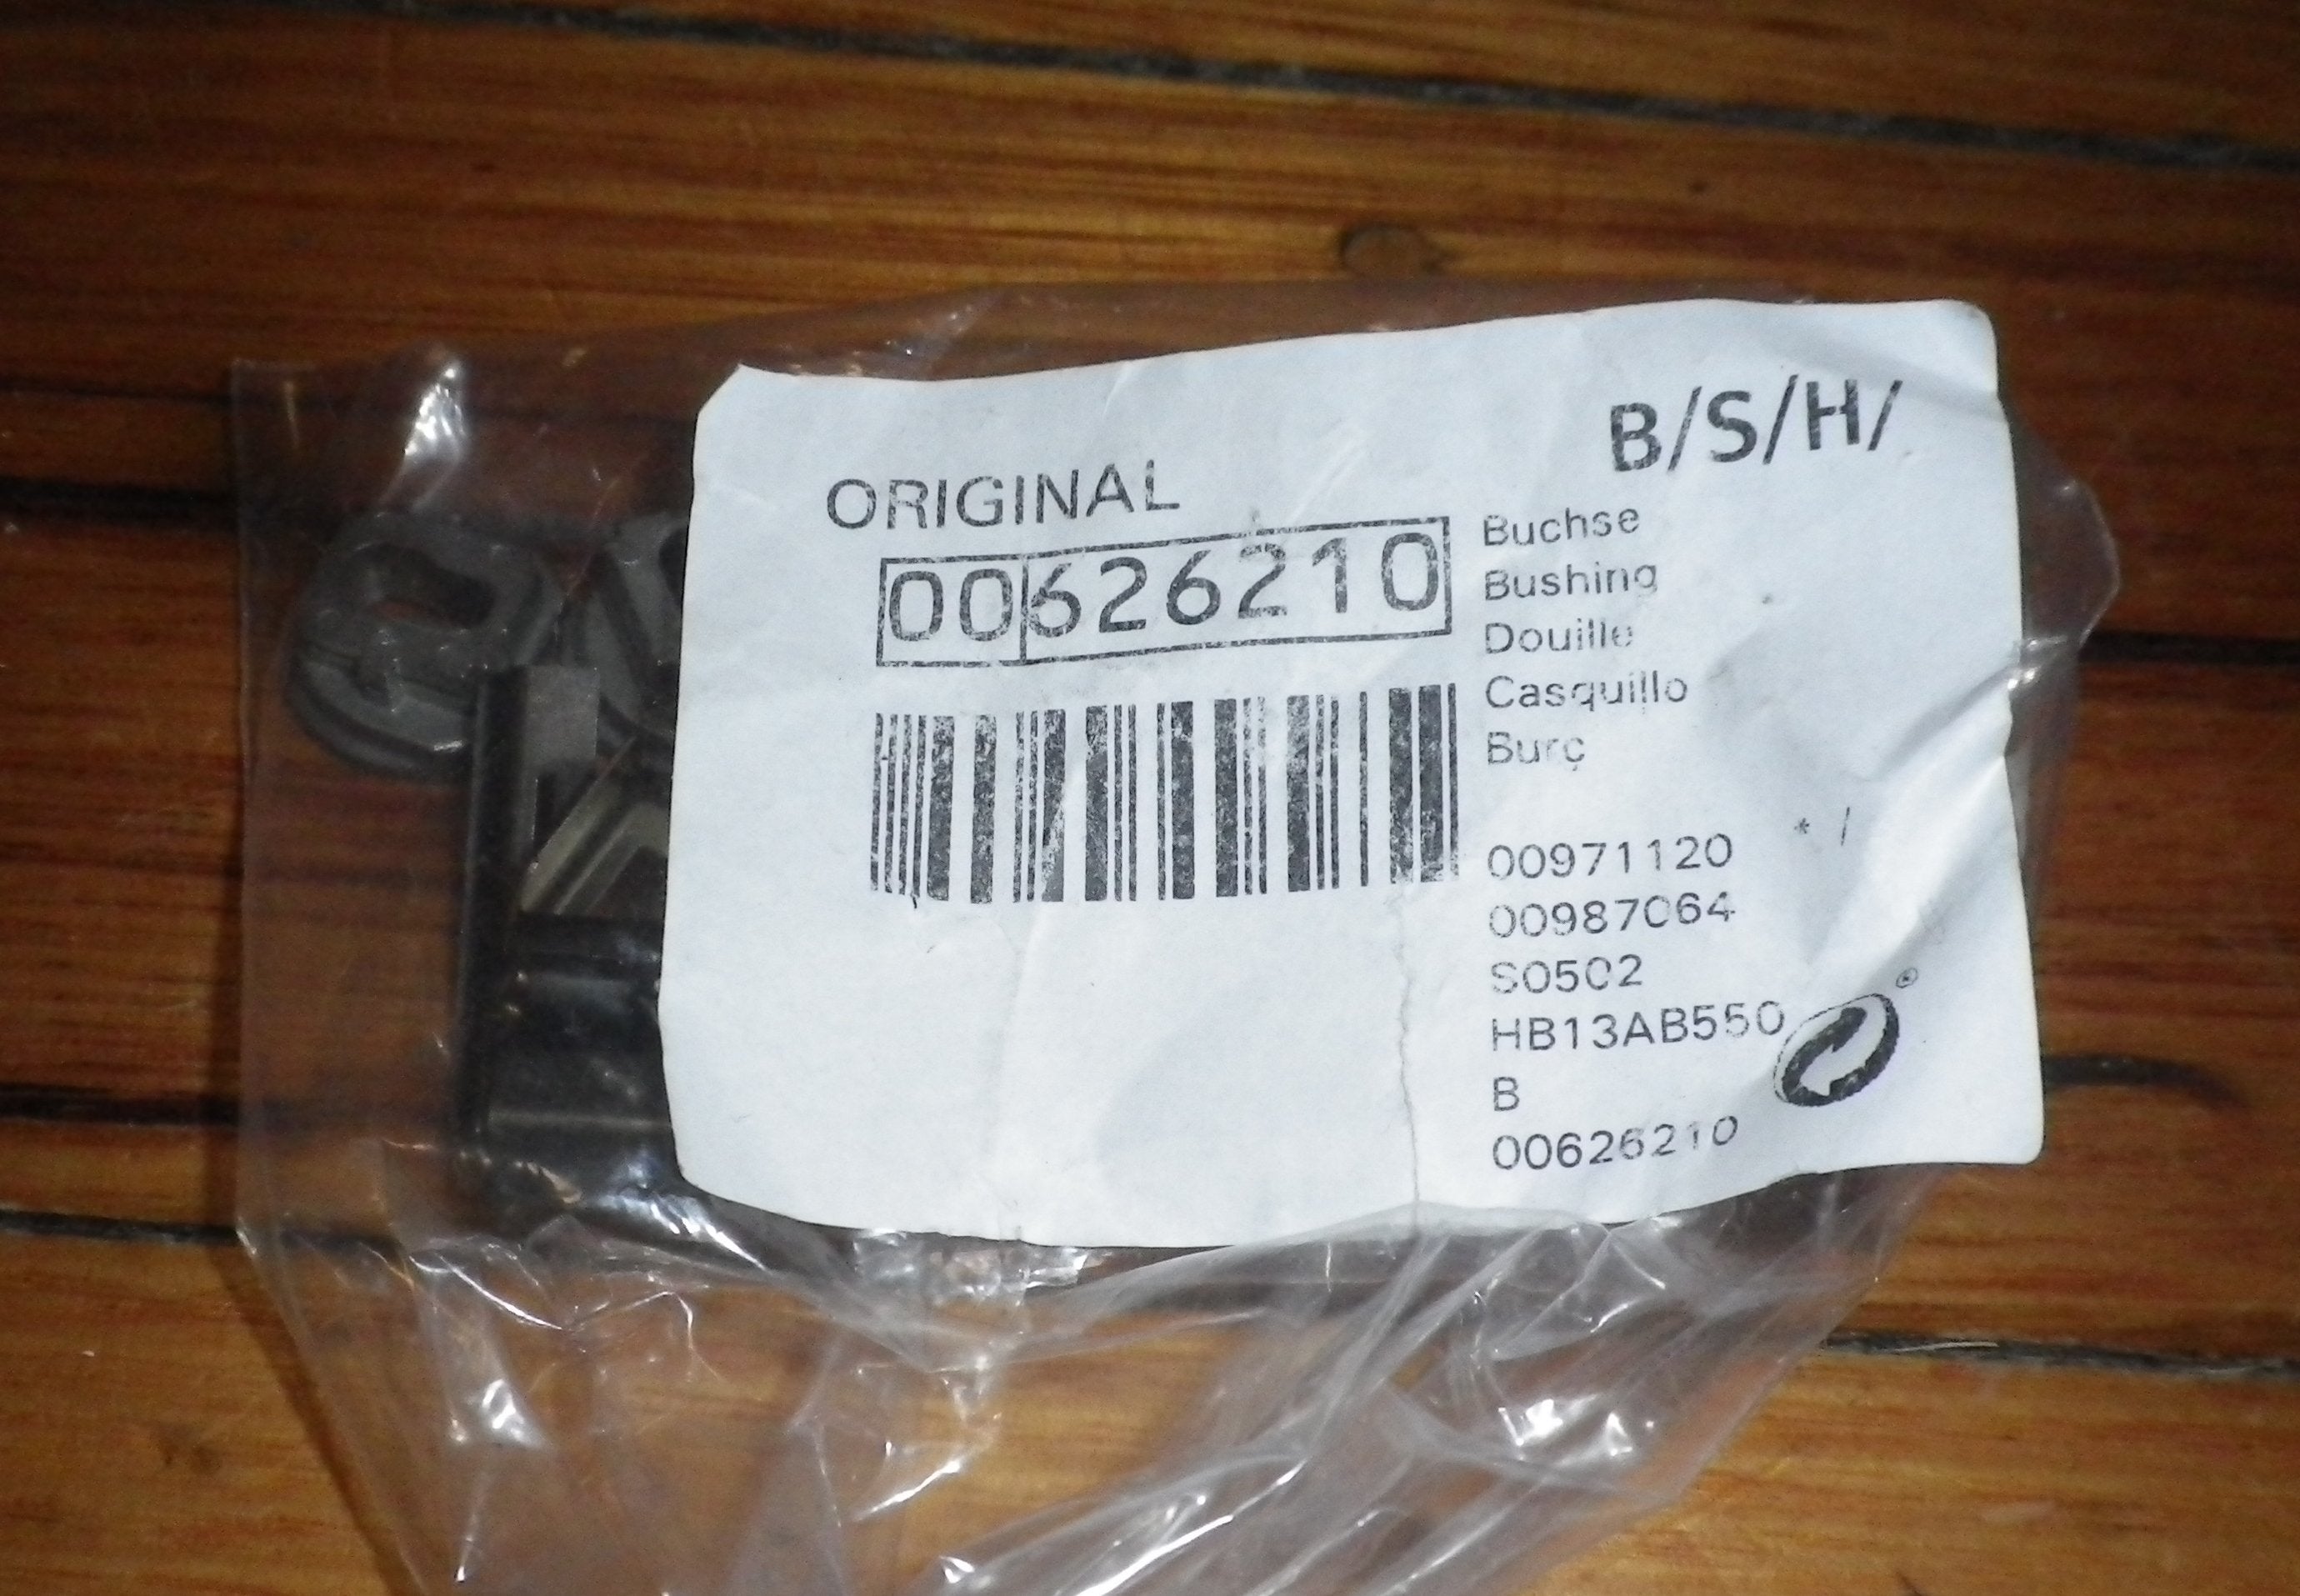 B/S/H/
ORIGINAL
00626210
Buchse
Bushing
Douille
Casquillo
Burç
* /
00971120
00987064
S0502
HB13AB550
B
00626210
®